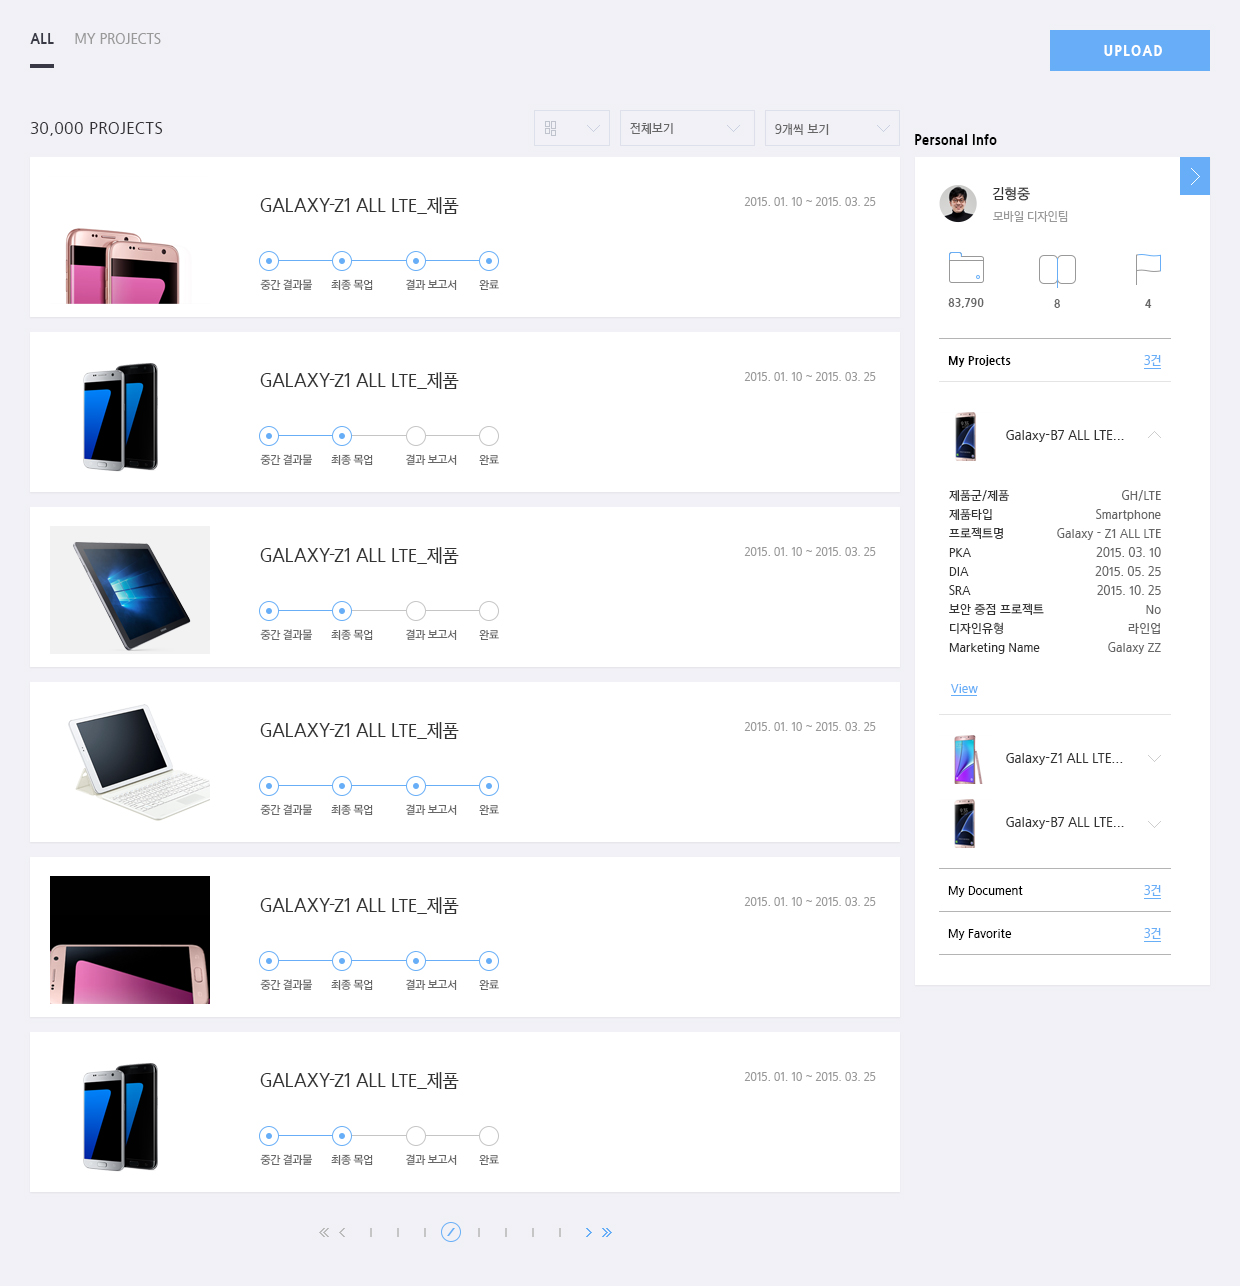 ALL MY PROJECTS
UPLOAD
30,000 PROJECTS
전체보기
9개씩 보기
GALAXY-Z1 ALL LTE_제품
2015. 01. 10 ~ 2015. 03. 25
중간 결과물 최종 목업 결과 보고서 완료
GALAXY-Z1 ALL LTE_제품
2015. 01. 10 ~ 2015. 03. 25
중간 결과물 최종 목업 결과 보고서 완료
GALAXY-Z1 ALL LTE_제품
2015. 01. 10 ~ 2015. 03. 25
중간 결과물 최종 목업 결과 보고서 완료
GALAXY-Z1 ALL LTE_제품
2015. 01. 10 ~ 2015. 03. 25
중간 결과물 최종 목업 결과 보고서 완료
GALAXY-Z1 ALL LTE_제품
2015. 01. 10 ~ 2015. 03. 25
중간 결과물 최종 목업 결과 보고서 완료
GALAXY-Z1 ALL LTE_제품
2015. 01. 10 ~ 2015. 03. 25
중간 결과물 최종 목업 결과 보고서 완료
Personal Info
김형중
모바일 디자인팀
83,790 8 4
My Projects 3건
Galaxy-B7 ALL LTE...
제품군/제품 GH/LTE
제품타입 Smartphone
프로젝트명 Galaxy - Z1 ALL LTE
PKA 2015. 03. 10
DIA 2015. 05. 25
SRA 2015. 10. 25
보안 중점 프로젝트 No
디자인유형 라인업
Marketing Name Galaxy ZZ
View
Galaxy-Z1 ALL LTE...
Galaxy-B7 ALL LTE...
My Document 3건
My Favorite 3건